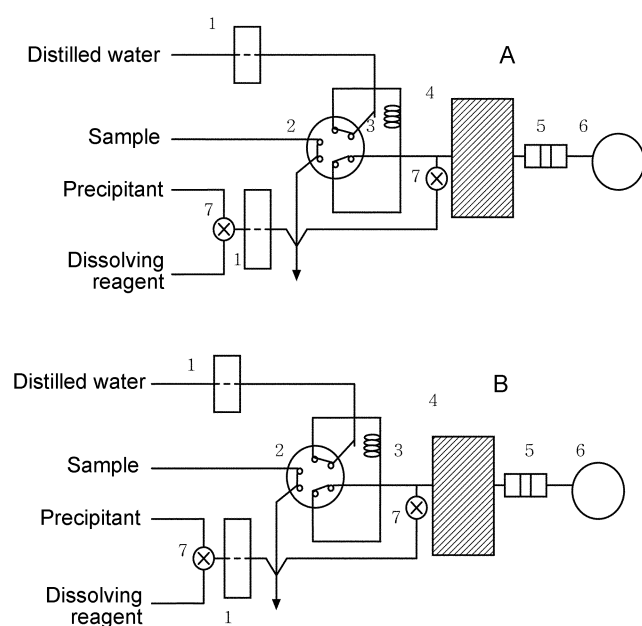 1
A
Distilled water
4
Sample
2
3
5
6
Precipitant
7
7
Dissolving
reagent
1
1
B
Distilled water
4
Sample
2
3
5
6
Precipitant
7
7
Dissolving
reagent
1